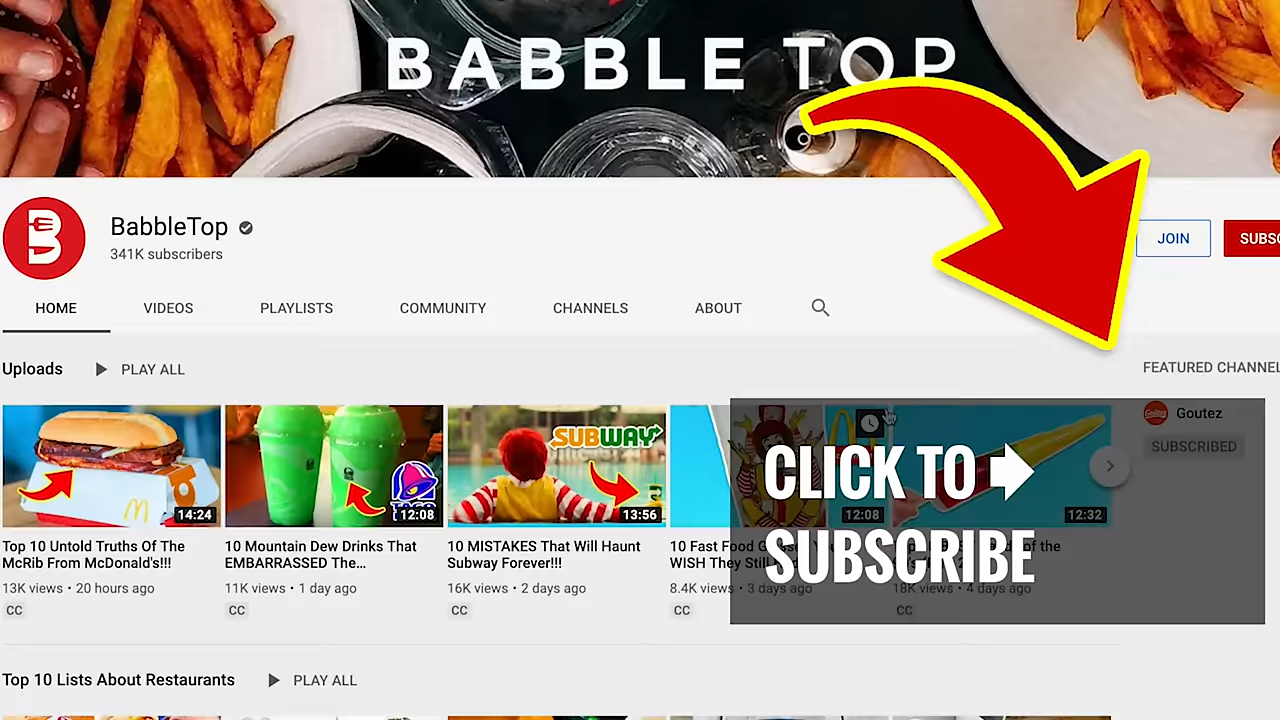 BABBLE TOP
BabbleTop
341K subscribers
JOIN
SUBSC
HOME
VIDEOS
PLAYLISTS
COMMUNITY
CHANNELS
ABOUT
Uploads
PLAY ALL
FEATURED CHANNEL
14:24
12:08
SUBWAY
13:56
12:08
12:32
Goutez
SUBSCRIBED
Top 10 Untold Truths Of The
McRib From McDonald's!!!
13K views • 20 hours ago
CC
10 Mountain Dew Drinks That
EMBARRASSED The...
11K views • 1 day ago
CC
10 MISTAKES That Will Haunt
Subway Forever!!!
16K views • 2 days ago
CC
10 Fast Food
WISH They Still
8.4K views • 3 days ago
CC
of the
18K views • 4 days ago
CC
CLICK TO
SUBSCRIBE
Top 10 Lists About Restaurants
PLAY ALL